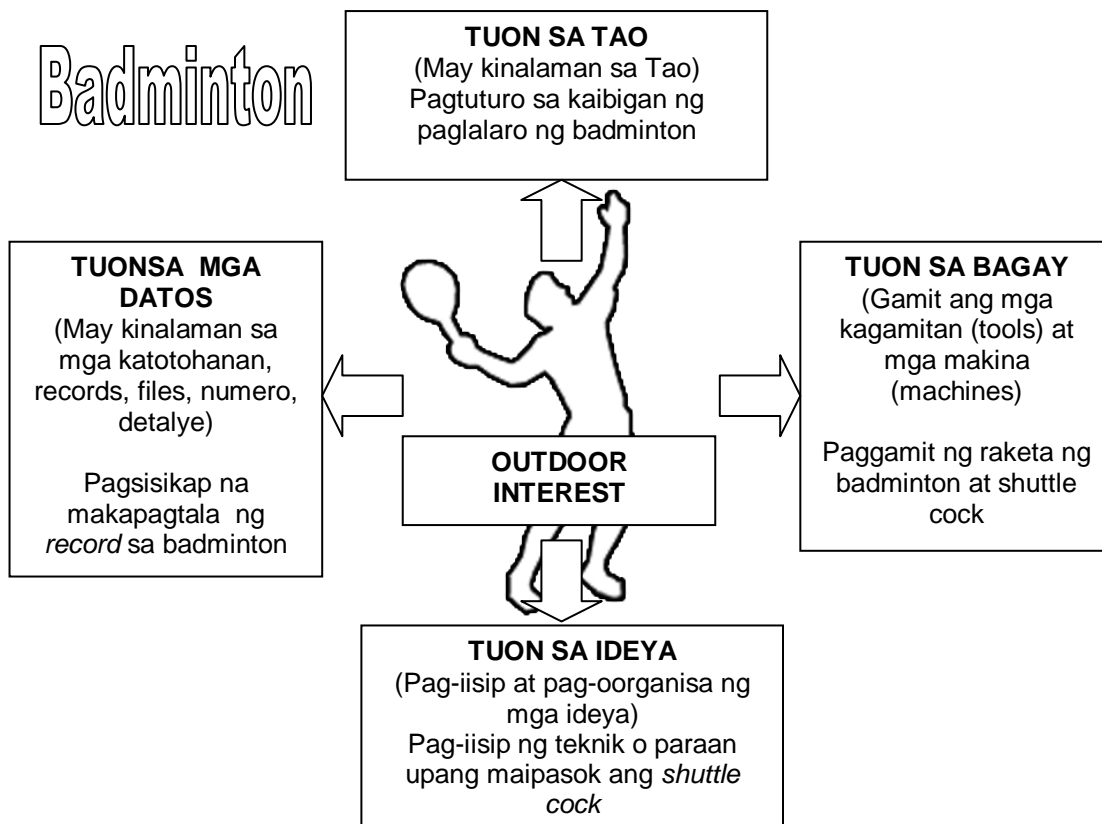 Badminton
TUON SA TAO
(May kinalaman sa Tao)
Pagtuturo sa kaibigan ng
paglalaro ng badminton
TUONSA MGA
DATOS
(May kinalaman sa
mga katotohanan,
records, files, numero,
detalye)
Pagsisikap na
makapagtala ng
record sa badminton
OUTDOOR
INTEREST
TUON SA BAGAY
(Gamit ang mga
kagamitan (tools) at
mga makina
(machines)
Paggamit ng raketa ng
badminton at shuttle
cock
TUON SA IDEYA
(Pag-iisip at pag-oorganisa ng
mga ideya)
Pag-iisip ng teknik o paraan
upang maipasok ang shuttle
cock